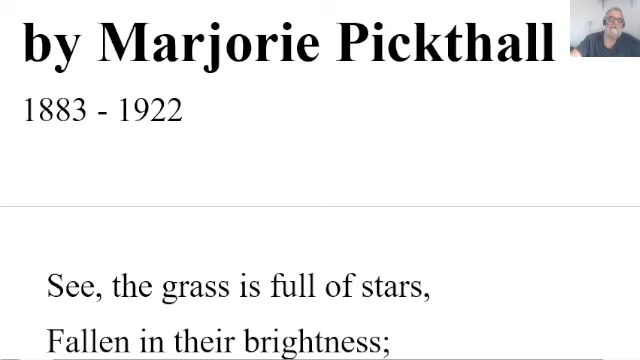 by Marjorie Pickthall
1883 - 1922
See, the grass is full of stars,
Fallen in their brightness;